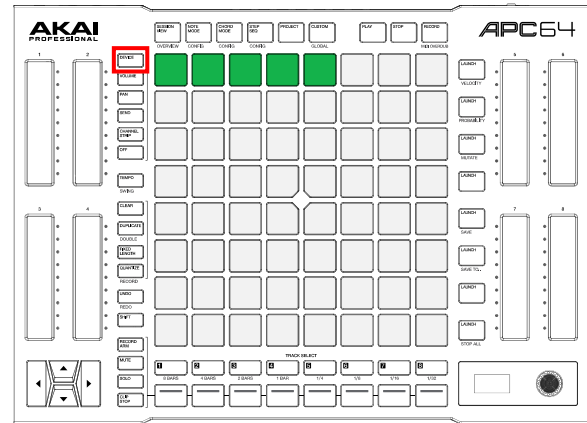 AKAI
PROFESSIONAL
SESSION VIEW
NOTE MODE
CHORD MODE
STEP SEQ
PROJECT
CUSTOM
PLAY
STOP
RECORD
OVERVIEW
CONFIG
CONFIG
CONFIG
GLOBAL
MIDI OVERDUB
APC64
1
2
5
6
DEVICE
VOLUME
PAN
SEND
CHANNEL STRIP
OFF
TEMPO
SWING
LAUNCH
VELOCITY
LAUNCH
PROBABILITY
LAUNCH
MUTATE
LAUNCH
3
4
7
8
CLEAR
DUPLICATE
DOUBLE
FIXED LENGTH
QUANTIZE
RECORD
UNDO
REDO
SHIFT
LAUNCH
SAVE
LAUNCH
SAVE TO...
LAUNCH
LAUNCH
STOP ALL
RECORD ARM
MUTE
SOLO
CLIP STOP
TRACK SELECT
1
2
3
4
5
6
7
8
8 BARS
4 BARS
2 BARS
1 BAR
1/4
1/8
1/16
1/32